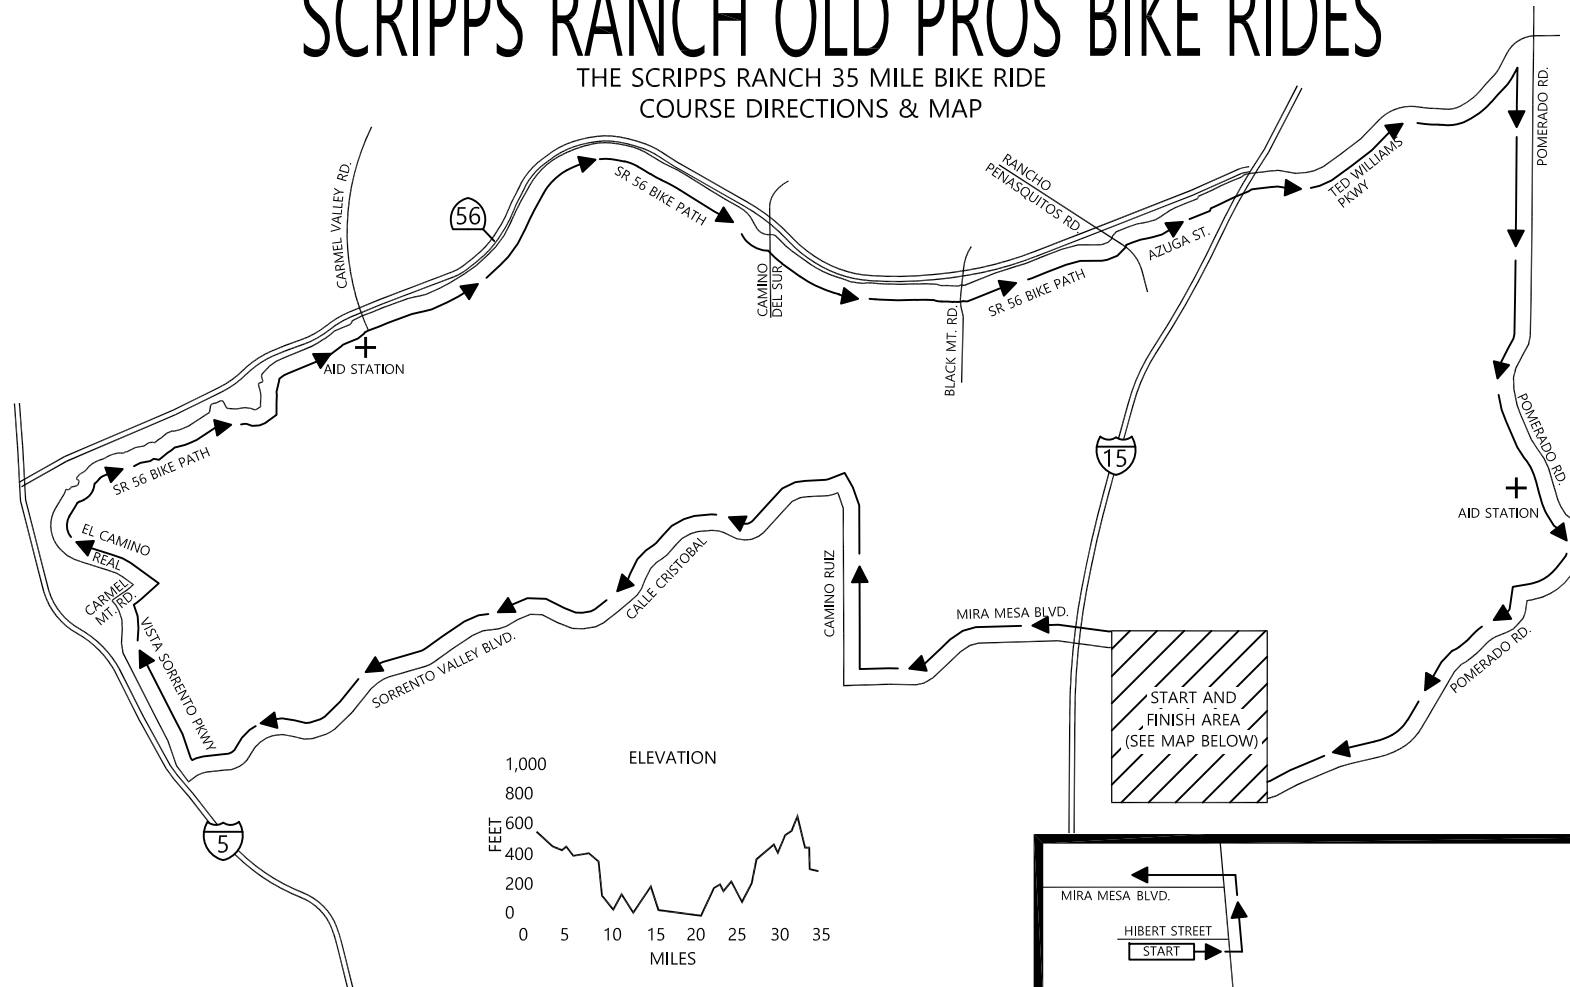 SCRIPPS RANCH OLD PROS BIKE RIDES
THE SCRIPPS RANCH 35 MILE BIKE RIDE
COURSE DIRECTIONS & MAP
POMERADO RD.
CARMEL VALLEY RD.
56
SR 56 BIKE PATH
RANCHO
PENASQUITOS RD.
TED WILLIAMS
PKWY
AZUGA ST.
CAMINO
DEL SUR
SR 56 BIKE PATH
BLACK MT. RD.
AID STATION
POMERADO RD.
SR 56 BIKE PATH
15
AID STATION
EL CAMINO
REAL
CARMEL
MT. RD.
CALLE CRISTOBAL
CAMINO RUIZ
MIRA MESA BLVD.
VISTA SORRENTO PKWY
SORRENTO VALLEY BLVD.
POMERADO RD.
START AND
FINISH AREA
(SEE MAP BELOW)
5
ELEVATION
1,000
800
600
400
200
0
FEET
0 5 10 15 20 25 30 35
MILES
MIRA MESA BLVD.
HIBERT STREET
START